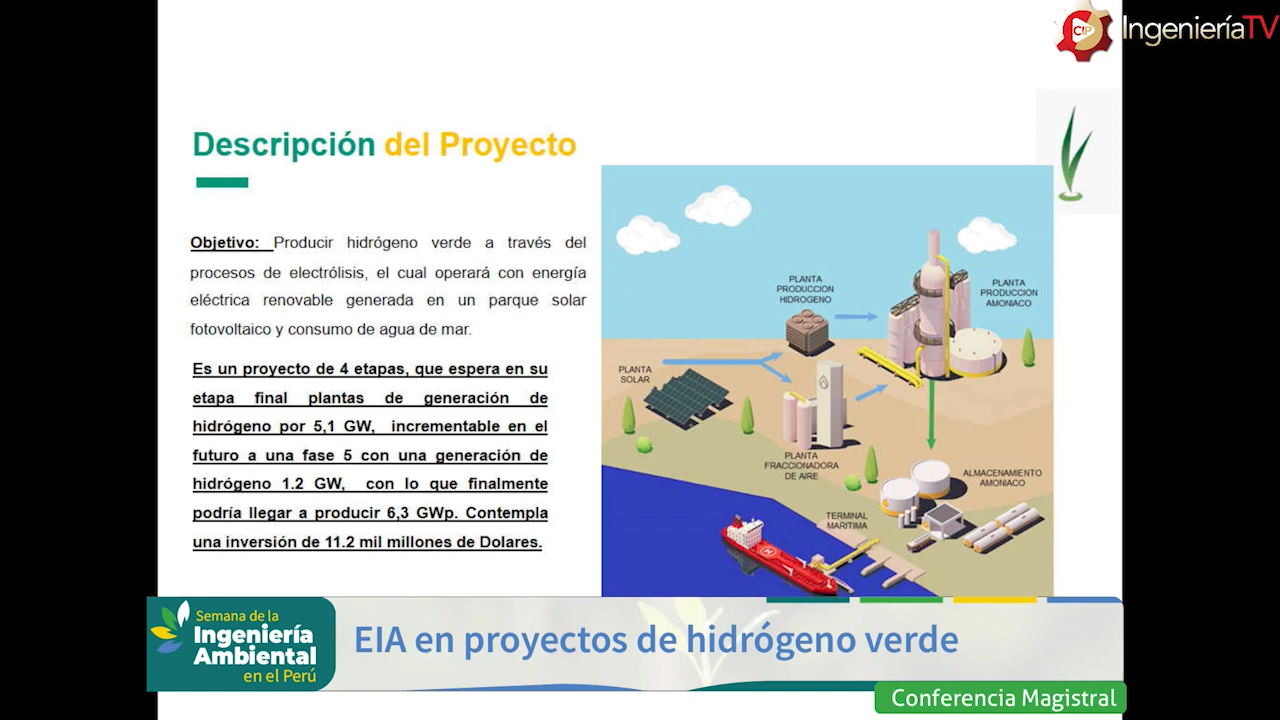 IngenieríaTV
CIP
Descripción del Proyecto
Objetivo: Producir hidrógeno verde a través del
procesos de electrólisis, el cual operará con energía
eléctrica renovable generada en un parque solar
fotovoltaico y consumo de agua de mar.
Es un proyecto de 4 etapas, que espera en su
etapa final plantas de generación de
hidrógeno por 5,1 GW, incrementable en el
futuro a una fase 5 con una generación de
hidrógeno 1.2 GW, con lo que finalmente
podría llegar a producir 6,3 GWp. Contempla
una inversión de 11.2 mil millones de Dolares.
PLANTA
PRODUCCION
HIDROGENO
PLANTA
PRODUCCION
AMONIACO
PLANTA
SOLAR
PLANTA
FRACCIONADORA
DE AIRE
ALMACENAMIENTO
AMONIACO
TERMINAL
MARITIMA
H
Semana de la
Ingeniería
Ambiental
en el Perú
EIA en proyectos de hidrógeno verde
Conferencia Magistral